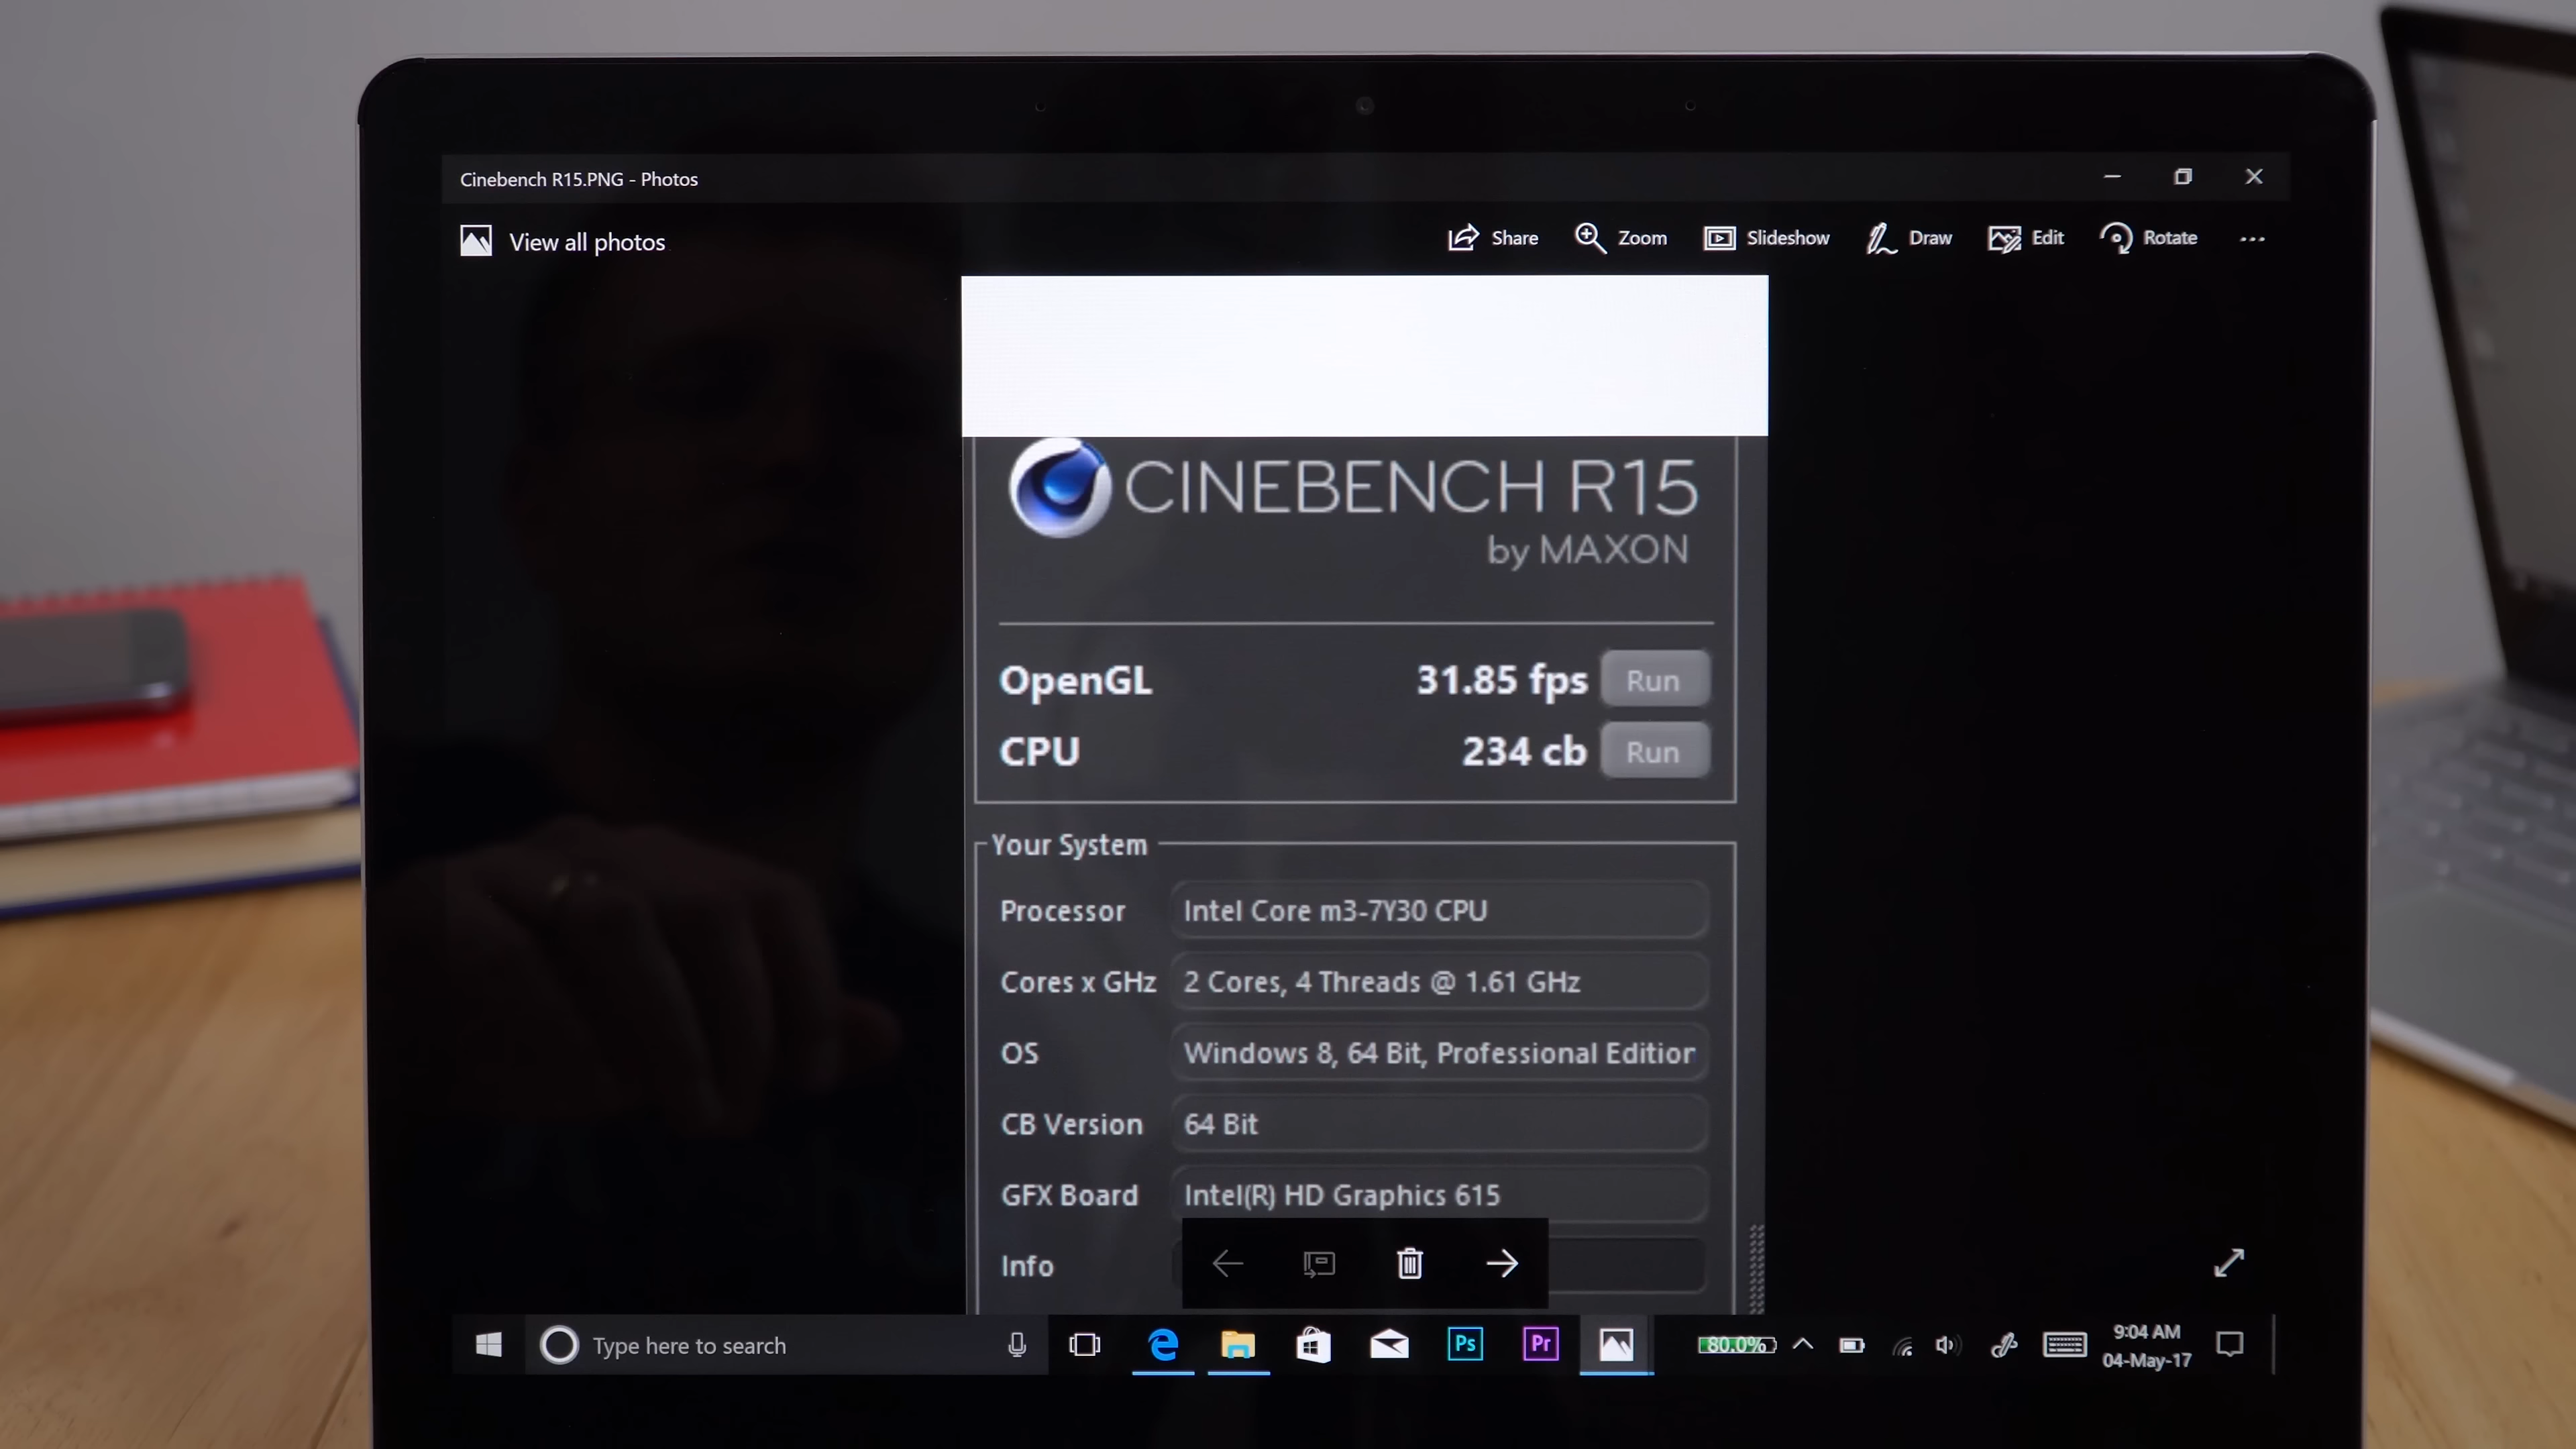 Cinebench R15.PNG - Photos
View all photos
Share
Zoom
Slideshow
Draw
Edit
Rotate
CINEBENCH R15
by MAXON
OpenGL 31.85 fps Run
CPU 234 cb Run
Your System
Processor Intel Core m3-7Y30 CPU
Cores x GHz 2 Cores, 4 Threads @ 1.61 GHz
OS Windows 8, 64 Bit, Professional Edition
CB Version 64 Bit
GFX Board Intel(R) HD Graphics 615
Info
Type here to search
Ps
Pr
80.0%
9:04 AM
04-May-17